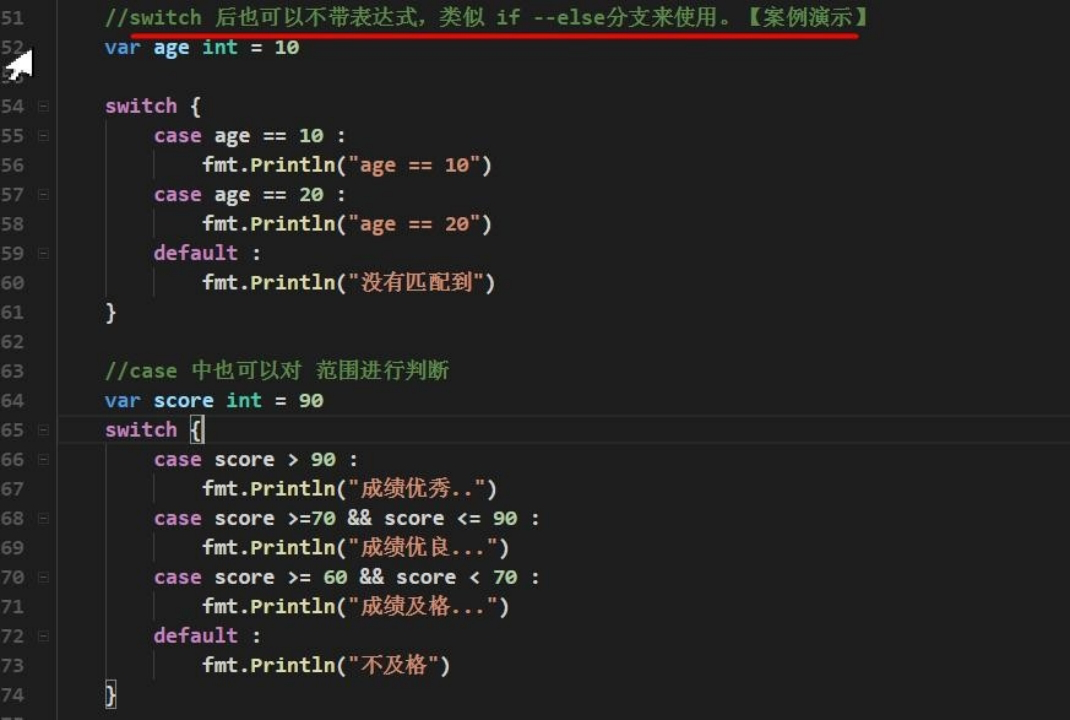 51 //switch 后也可以不带表达式，类似 if --else分支来使用。【案例演示】
52 var age int = 10
53
54 switch {
55 case age == 10 :
56 fmt.Println("age == 10")
57 case age == 20 :
58 fmt.Println("age == 20")
59 default :
60 fmt.Println("没有匹配到")
61 }
62
63 //case 中也可以对 范围进行判断
64 var score int = 90
65 switch {
66 case score > 90 :
67 fmt.Println("成绩优秀..")
68 case score >=70 && score <= 90 :
69 fmt.Println("成绩优良...")
70 case score >= 60 && score < 70 :
71 fmt.Println("成绩及格...")
72 default :
73 fmt.Println("不及格")
74 }